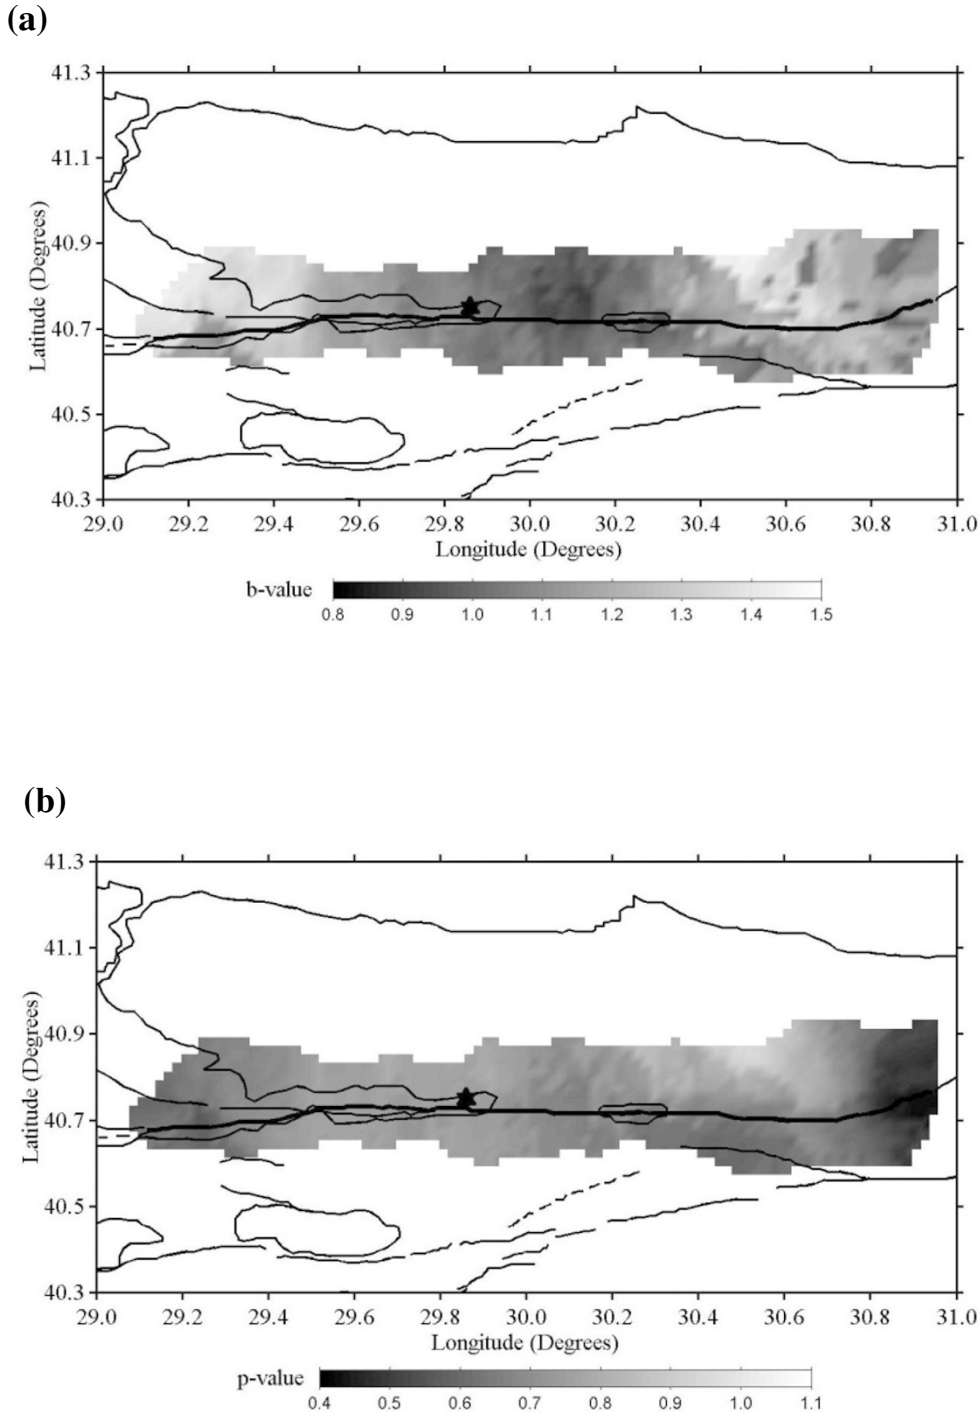 (a)
41.3
41.1
40.9
40.7
40.5
40.3
Latitude (Degrees)
29.0 29.2 29.4 29.6 29.8 30.0 30.2 30.4 30.6 30.8 31.0
Longitude (Degrees)
b-value
0.8 0.9 1.0 1.1 1.2 1.3 1.4 1.5
(b)
41.3
41.1
40.9
40.7
40.5
40.3
Latitude (Degrees)
29.0 29.2 29.4 29.6 29.8 30.0 30.2 30.4 30.6 30.8 31.0
Longitude (Degrees)
p-value
0.4 0.5 0.6 0.7 0.8 0.9 1.0 1.1